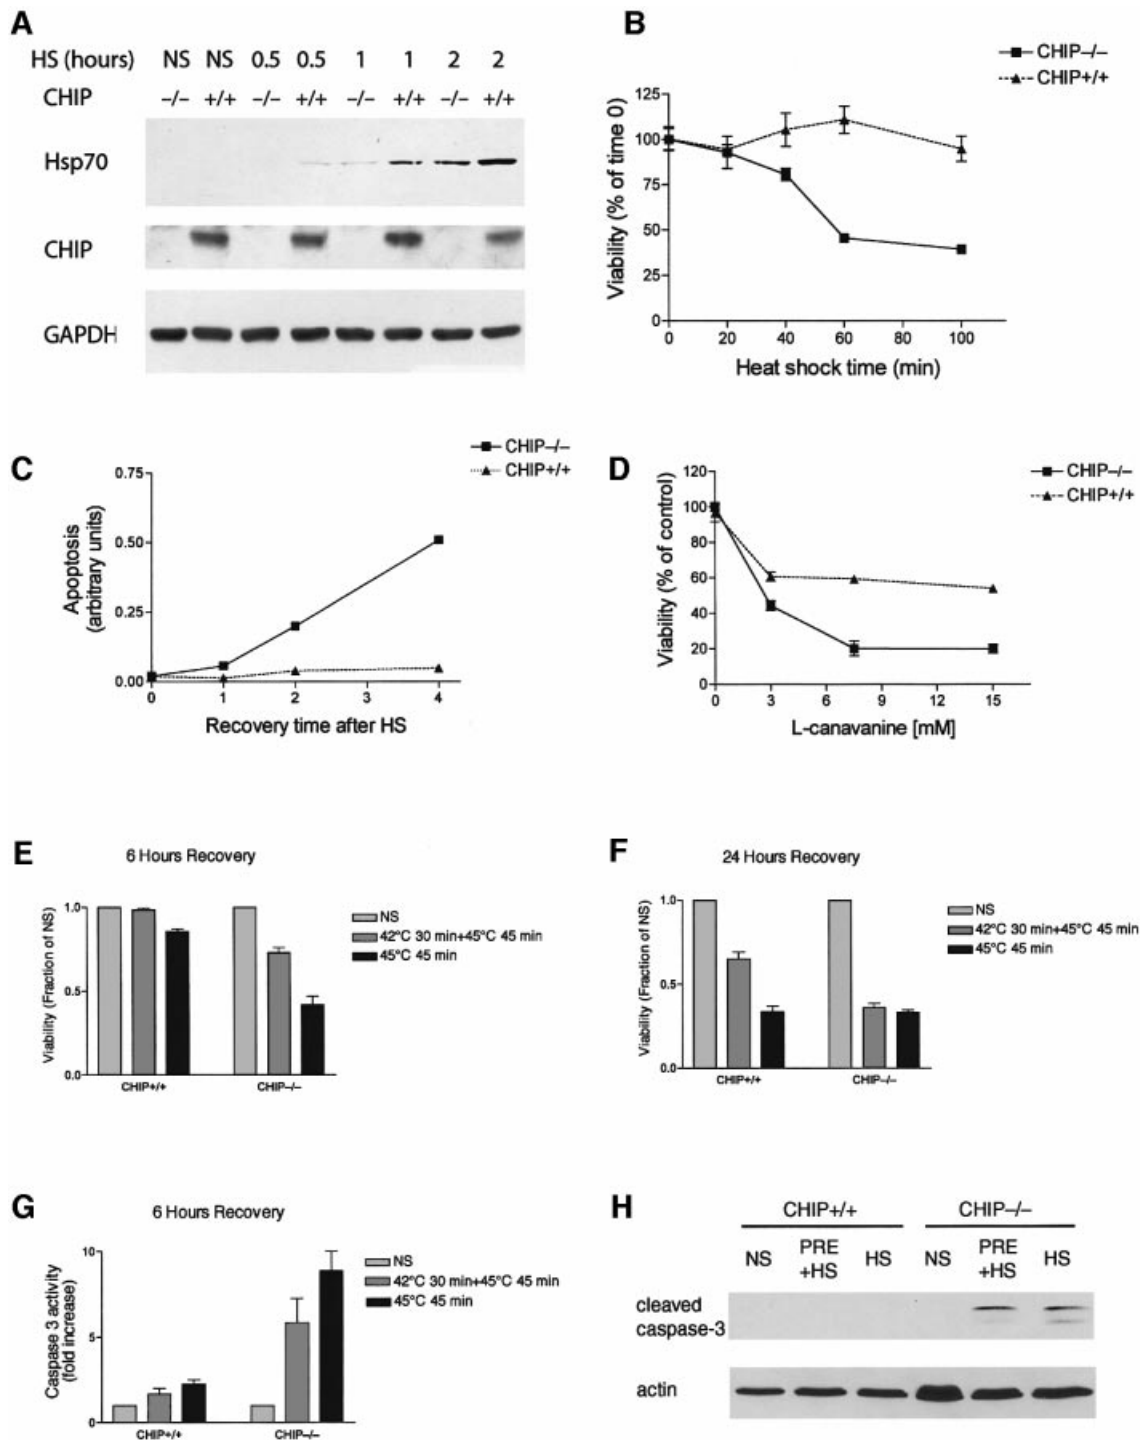 A
HS (hours) NS NS 0.5 0.5 1 1 2 2
CHIP –/– +/+ –/– +/+ –/– +/+ –/– +/+
Hsp70
CHIP
GAPDH
B
CHIP–/–
CHIP+/+
Viability (% of time 0)
125
100
75
50
25
0
0 20 40 60 80 100
Heat shock time (min)
C
CHIP–/–
CHIP+/+
Apoptosis
(arbitrary units)
0.75
0.50
0.25
0.00
0 1 2 3 4
Recovery time after HS
D
CHIP–/–
CHIP+/+
Viability (% of control)
120
100
80
60
40
20
0
0 3 6 9 12 15
L-canavanine [mM]
E
6 Hours Recovery
Viability (Fraction of NS)
1.0
0.5
0.0
CHIP+/+ CHIP–/–
NS
42°C 30 min+45°C 45 min
45°C 45 min
F
24 Hours Recovery
Viability (Fraction of NS)
1.0
0.5
0.0
CHIP+/+ CHIP–/–
NS
42°C 30 min+45°C 45 min
45°C 45 min
G
6 Hours Recovery
Caspase 3 activity
(fold increase)
10
5
0
CHIP+/+ CHIP–/–
NS
42°C 30 min+45°C 45 min
45°C 45 min
H
CHIP+/+ CHIP–/–
NS PRE +HS HS NS PRE +HS HS
cleaved
caspase-3
actin